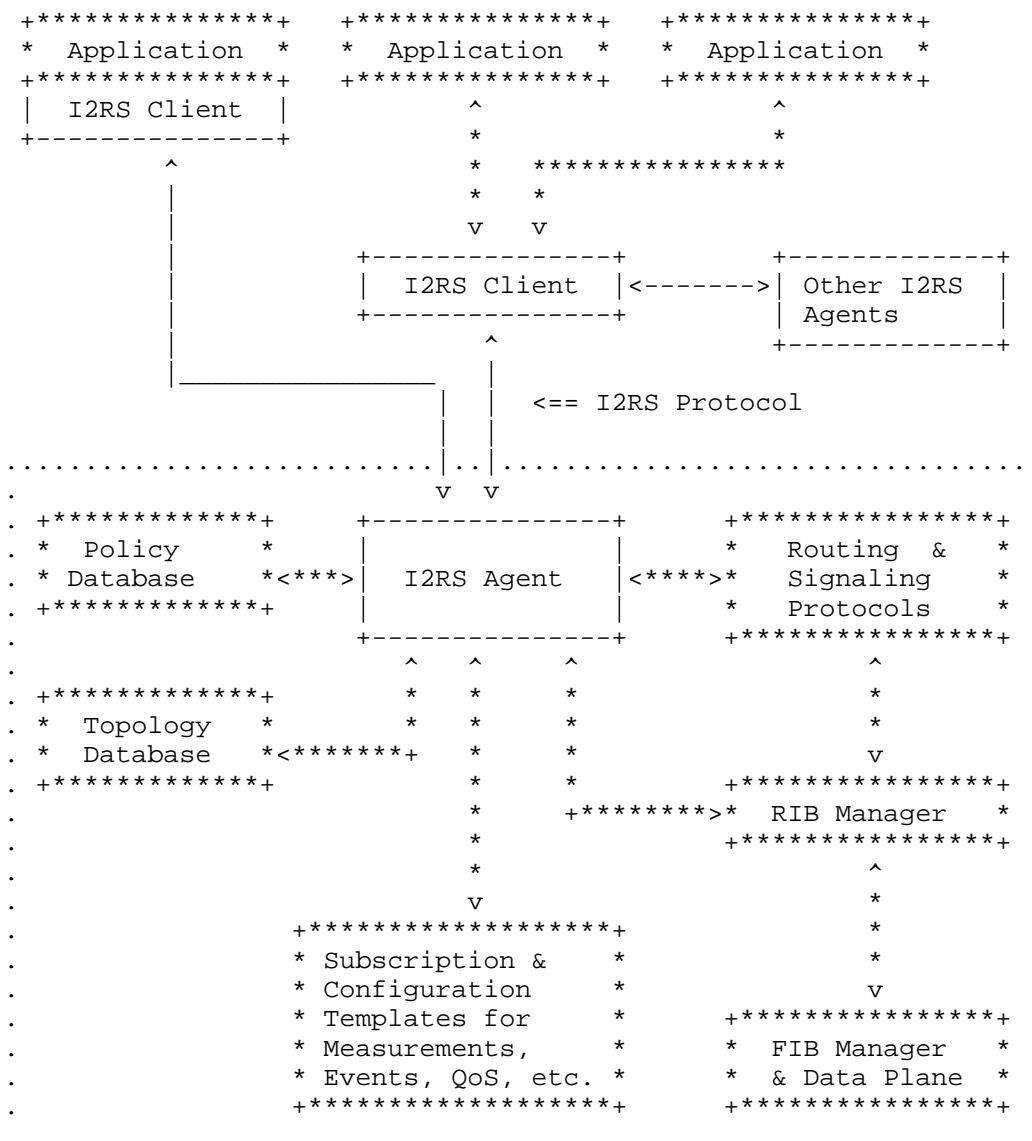 Application Application Application
I2RS Client
I2RS Client Other I2RS
Agents
<== I2RS Protocol
Policy Routing &
Database I2RS Agent Signaling
Protocols
Topology
Database
RIB Manager
Subscription &
Configuration
Templates for
Measurements, FIB Manager
Events, QoS, etc. & Data Plane